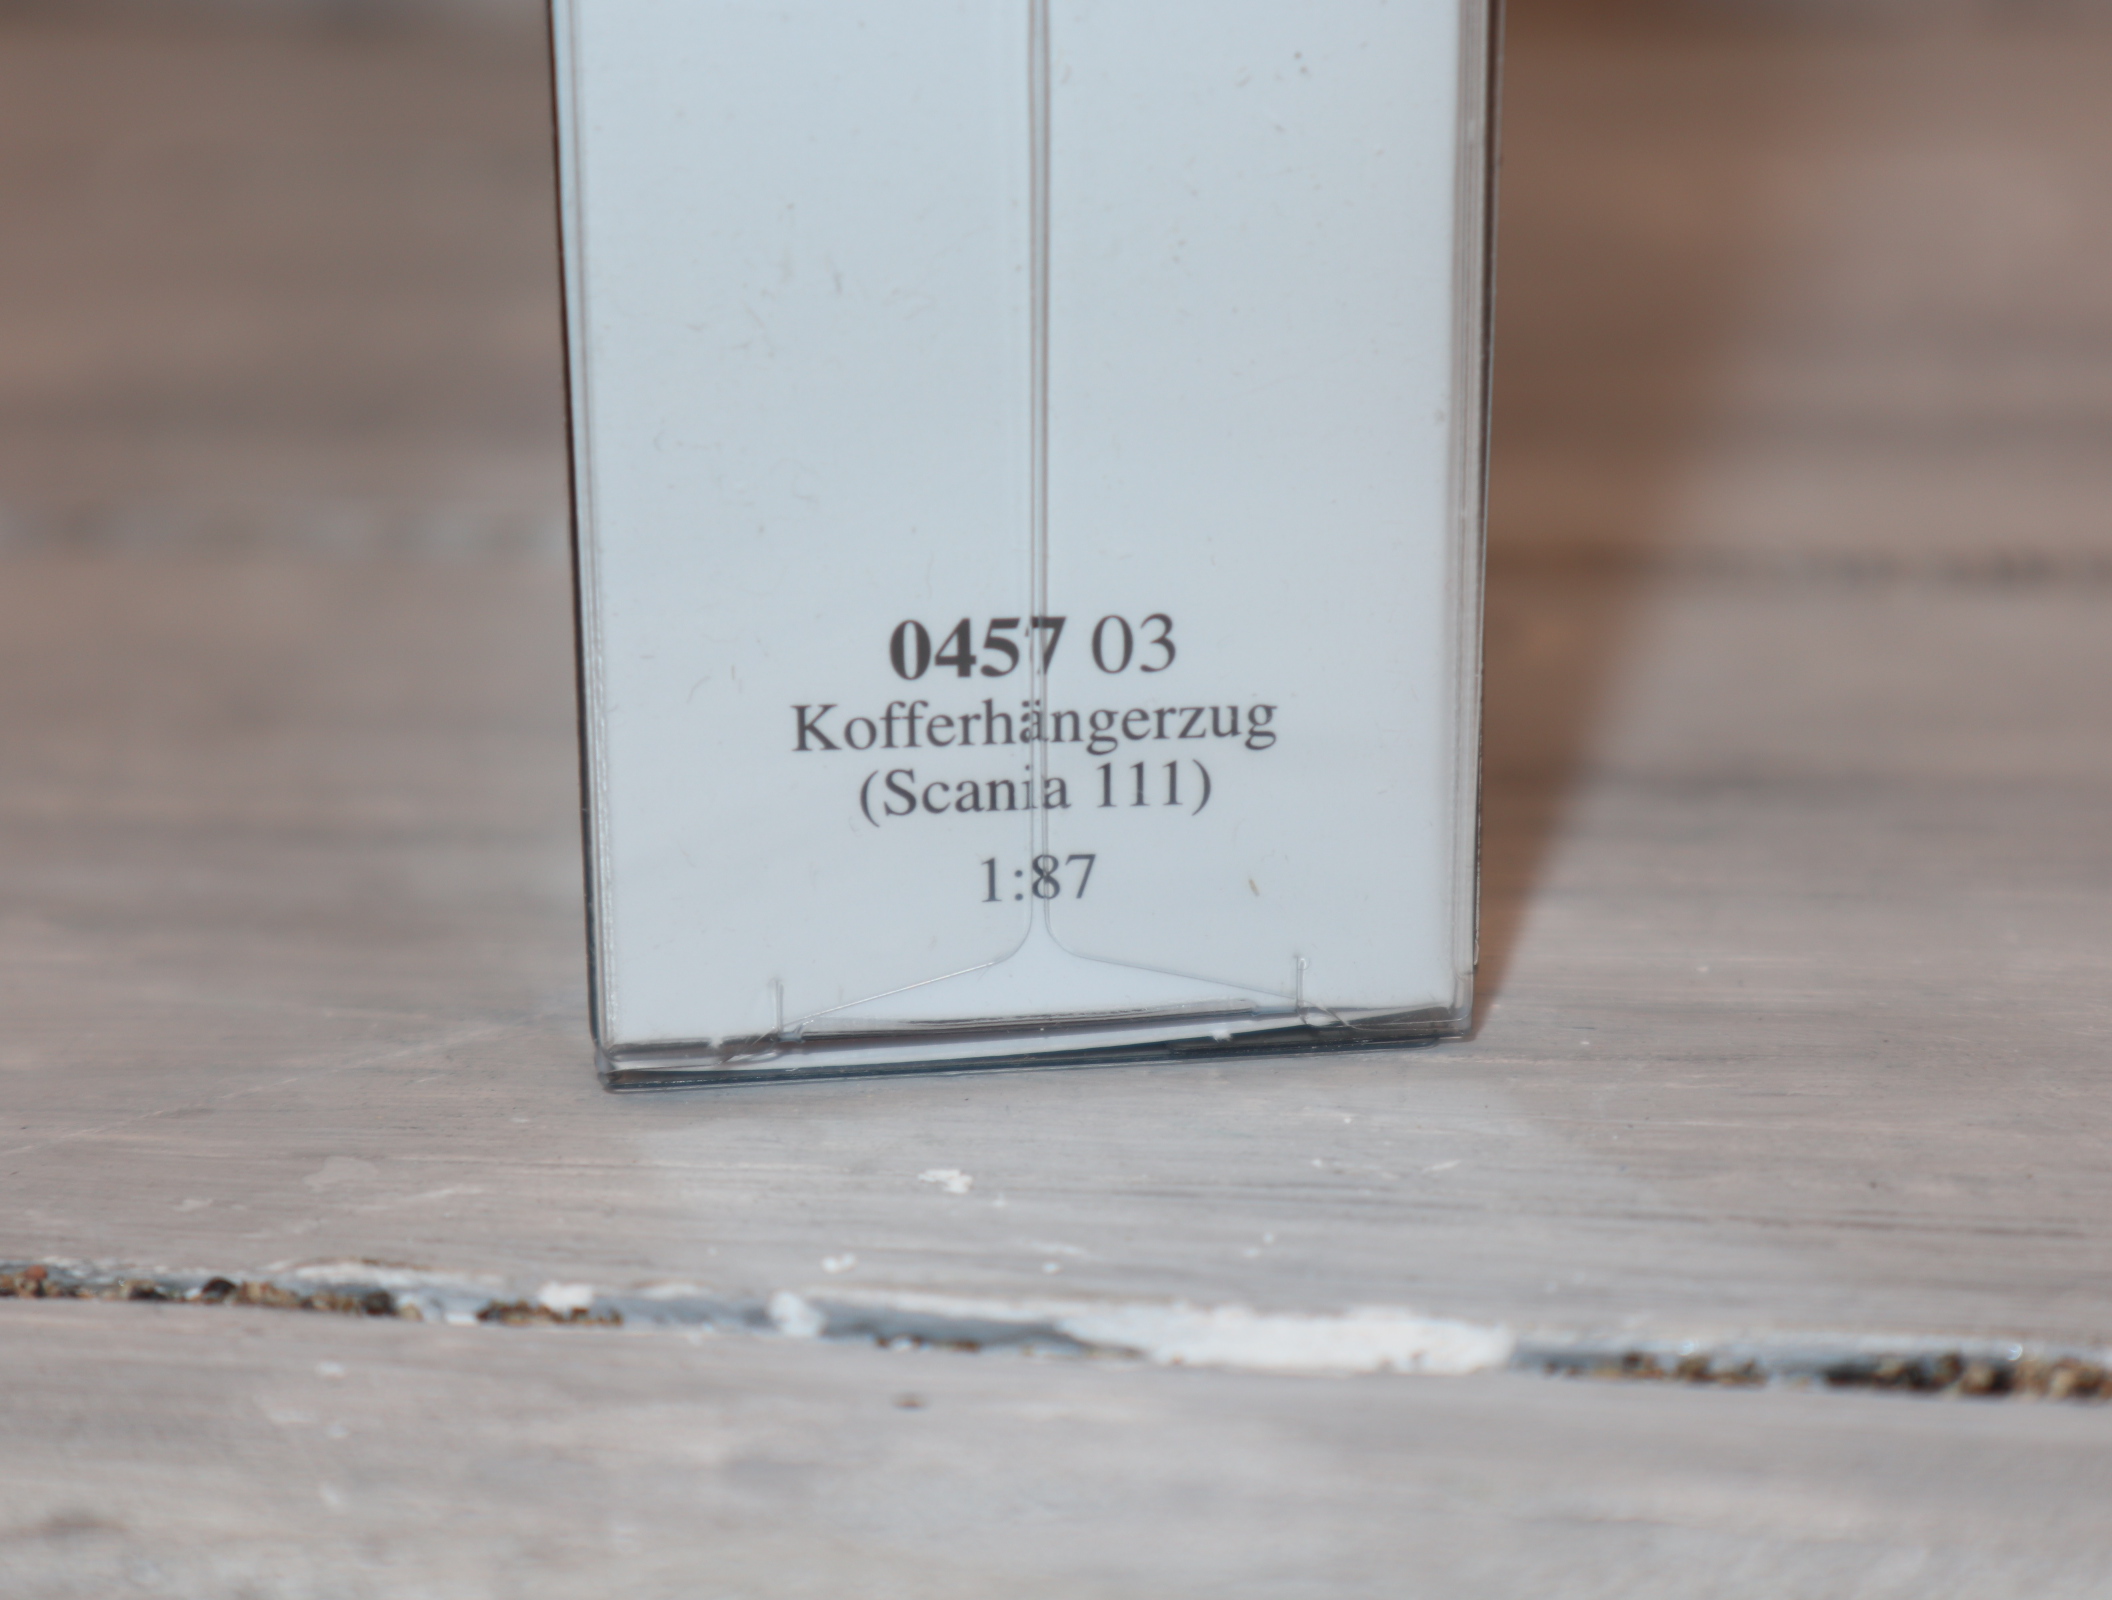 0457 03
Kofferhängerzug
(Scania 111)
1:87